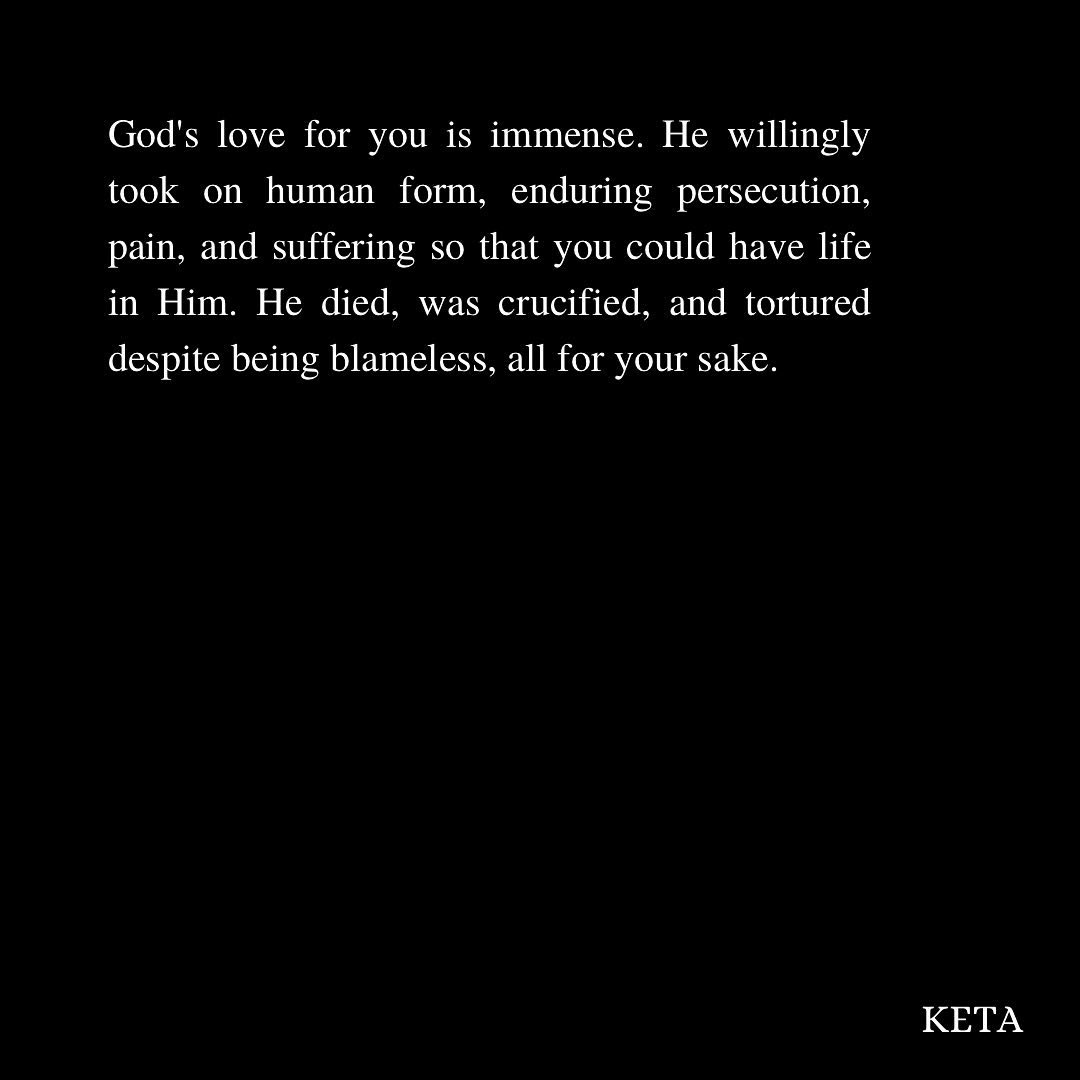 God's love for you is immense. He willingly
took on human form, enduring persecution,
pain, and suffering so that you could have life
in Him. He died, was crucified, and tortured
despite being blameless, all for your sake.
KETA